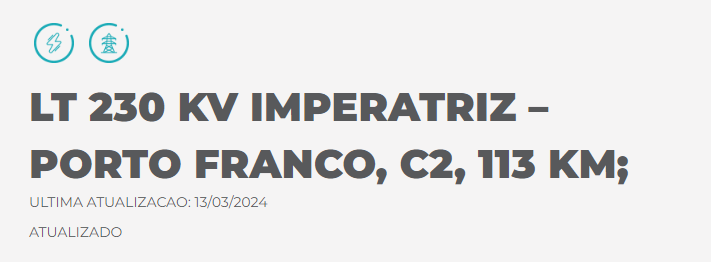 LT 230 KV IMPERATRIZ –
PORTO FRANCO, C2, 113 KM;
ULTIMA ATUALIZACAO: 13/03/2024
ATUALIZADO